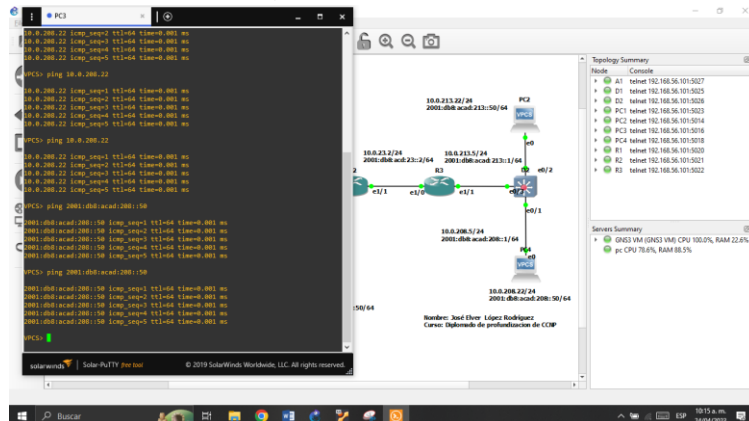 PC3
10.0.208.22 icmp_seq=2 ttl=64 time=0.001 ms
10.0.208.22 icmp_seq=3 ttl=64 time=0.001 ms
10.0.208.22 icmp_seq=4 ttl=64 time=0.001 ms
10.0.208.22 icmp_seq=5 ttl=64 time=0.001 ms
VPCS> ping 10.0.208.22
10.0.208.22 icmp_seq=1 ttl=64 time=0.001 ms
10.0.208.22 icmp_seq=2 ttl=64 time=0.001 ms
10.0.208.22 icmp_seq=3 ttl=64 time=0.001 ms
10.0.208.22 icmp_seq=4 ttl=64 time=0.001 ms
10.0.208.22 icmp_seq=5 ttl=64 time=0.001 ms
VPCS> ping 10.0.208.22
10.0.208.22 icmp_seq=1 ttl=64 time=0.001 ms
10.0.208.22 icmp_seq=2 ttl=64 time=0.001 ms
10.0.208.22 icmp_seq=3 ttl=64 time=0.001 ms
10.0.208.22 icmp_seq=4 ttl=64 time=0.001 ms
10.0.208.22 icmp_seq=5 ttl=64 time=0.001 ms
VPCS> ping 2001:db8:acad:208::50
2001:db8:acad:208::50 icmp_seq=1 ttl=64 time=0.001 ms
2001:db8:acad:208::50 icmp_seq=2 ttl=64 time=0.001 ms
2001:db8:acad:208::50 icmp_seq=3 ttl=64 time=0.001 ms
2001:db8:acad:208::50 icmp_seq=4 ttl=64 time=0.001 ms
2001:db8:acad:208::50 icmp_seq=5 ttl=64 time=0.001 ms
VPCS> ping 2001:db8:acad:208::50
2001:db8:acad:208::50 icmp_seq=1 ttl=64 time=0.001 ms
2001:db8:acad:208::50 icmp_seq=2 ttl=64 time=0.001 ms
2001:db8:acad:208::50 icmp_seq=3 ttl=64 time=0.001 ms
2001:db8:acad:208::50 icmp_seq=4 ttl=64 time=0.001 ms
2001:db8:acad:208::50 icmp_seq=5 ttl=64 time=0.001 ms
VPCS>
solarwinds | Solar-PuTTY free tool © 2019 SolarWinds Worldwide, LLC. All rights reserved.
10.0.213.22/24 PC2
2001:db8:acad:213::50/64
VPCS
e0
10.0.23.2/24 10.0.213.5/24
2001:db8:acd:23::2/64 2001:db8:acad:213::1/64
R3 D2 e0/2
e1/1 e1/0 e1/1
e0/1
10.0.208.5/24
2001:db8:acad:208::1/64
PC4
e0
VPCS
10.0.208.22/24
2001:db8:acad:208::50/64
:50/64
Nombre: José Elver López Rodríguez
Curso: Diplomado de profundizacion de CCNP
Topology Summary
Node Console
A1 telnet 192.168.56.101:5027
D1 telnet 192.168.56.101:5025
D2 telnet 192.168.56.101:5026
PC1 telnet 192.168.56.101:5023
PC2 telnet 192.168.56.101:5014
PC3 telnet 192.168.56.101:5016
PC4 telnet 192.168.56.101:5018
R1 telnet 192.168.56.101:5020
R2 telnet 192.168.56.101:5021
R3 telnet 192.168.56.101:5022
Servers Summary
GNS3 VM (GNS3 VM) CPU 100.0%, RAM 22.6%
pc CPU 78.6%, RAM 88.5%
Buscar
ESP
10:15 a. m.